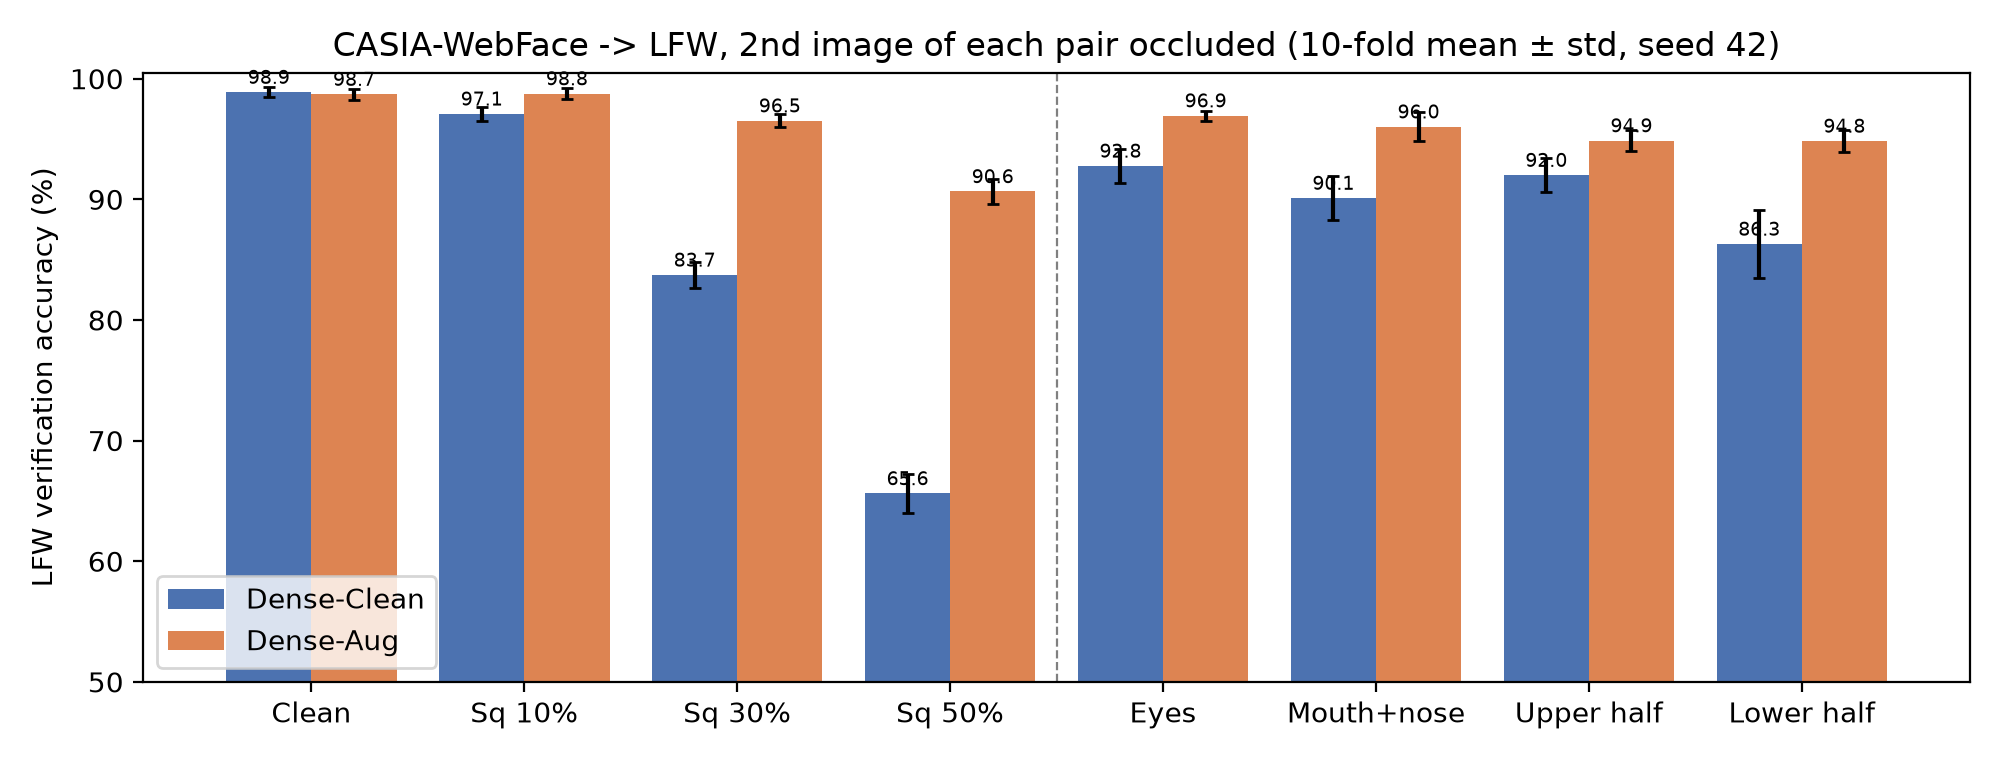 CASIA-WebFace -> LFW, 2nd image of each pair occluded (10-fold mean ± std, seed 42)
LFW verification accuracy (%)
100
90
80
70
60
50
98.9
98.7
97.1
98.8
83.7
96.5
65.6
90.6
92.8
96.9
90.1
96.0
92.0
94.9
86.3
94.8
Dense-Clean
Dense-Aug
Clean
Sq 10%
Sq 30%
Sq 50%
Eyes
Mouth+nose
Upper half
Lower half